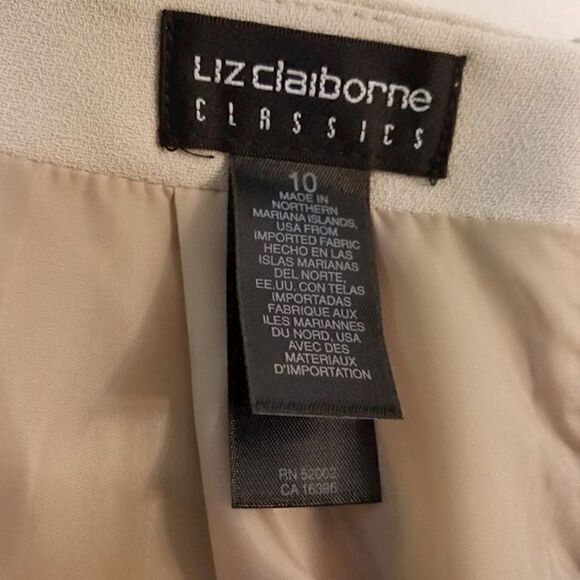 Liz claiborne
CLASSICS
10
MADE IN
NORTHERN
MARIANA ISLANDS,
USA FROM
IMPORTED FABRIC
HECHO EN LAS
ISLAS MARIANAS
DEL NORTE,
EE.UU. CON TELAS
IMPORTADAS
FABRIQUE AUX
ILES MARIANNES
DU NORD, USA
AVEC DES
MATERIAUX
D'IMPORTATION
RN 52002
CA 16396